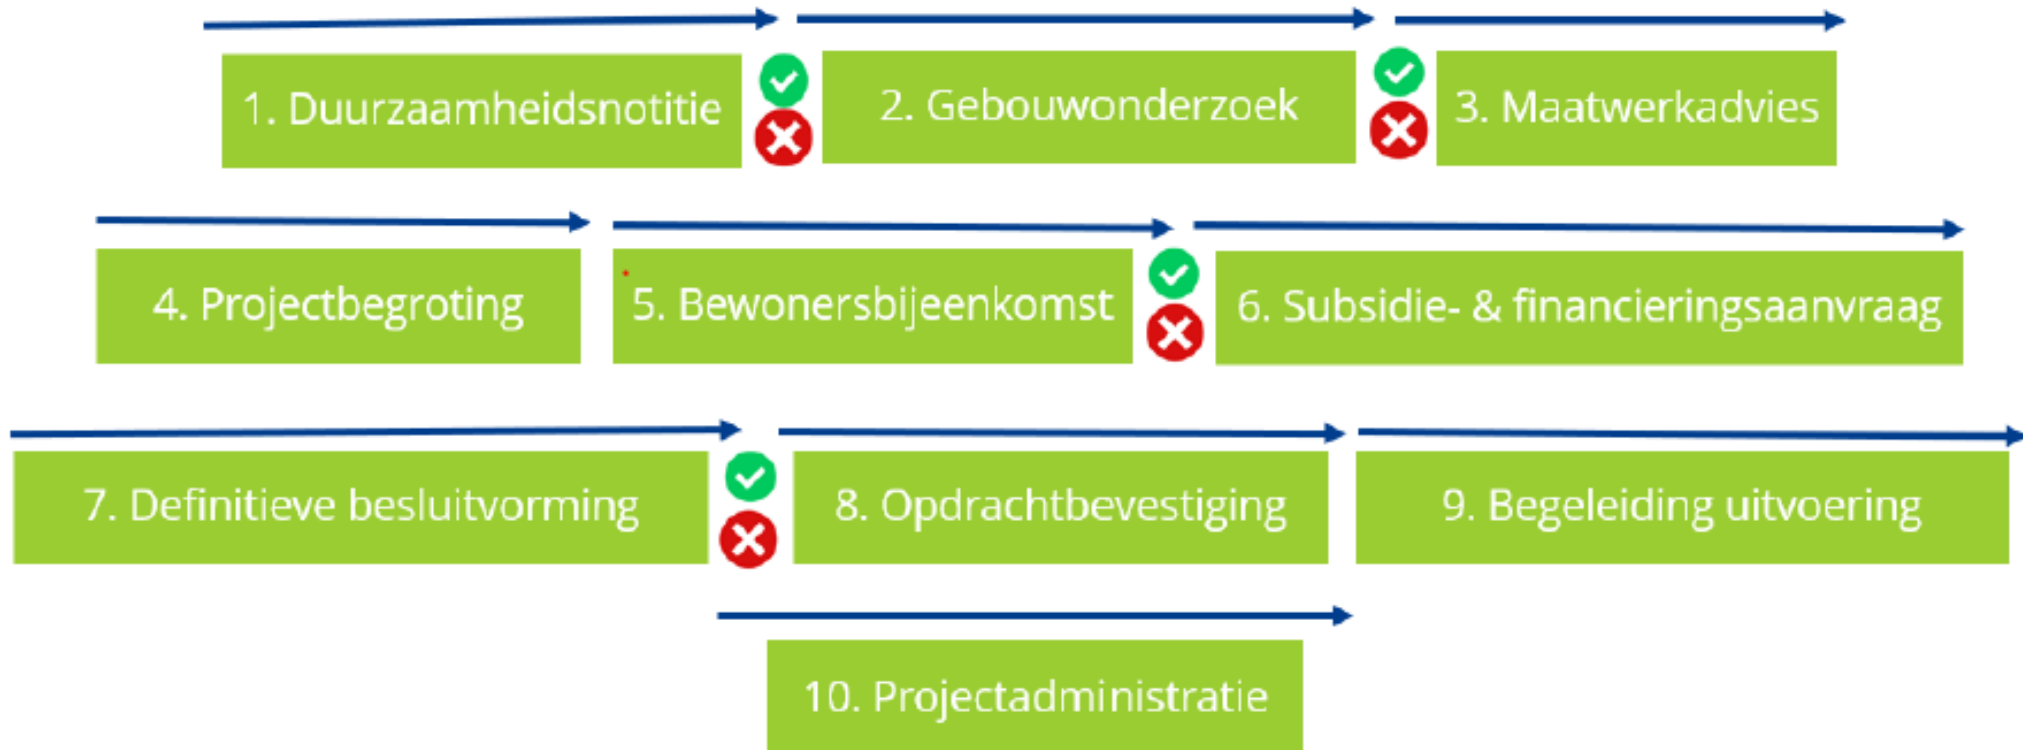 1. Duurzaamheidsnotitie
2. Gebouwonderzoek
3. Maatwerkadvies
4. Projectbegroting
5. Bewonersbijeenkomst
6. Subsidie- & financieringsaanvraag
7. Definitieve besluitvorming
8. Opdrachtbevestiging
9. Begeleiding uitvoering
10. Projectadministratie